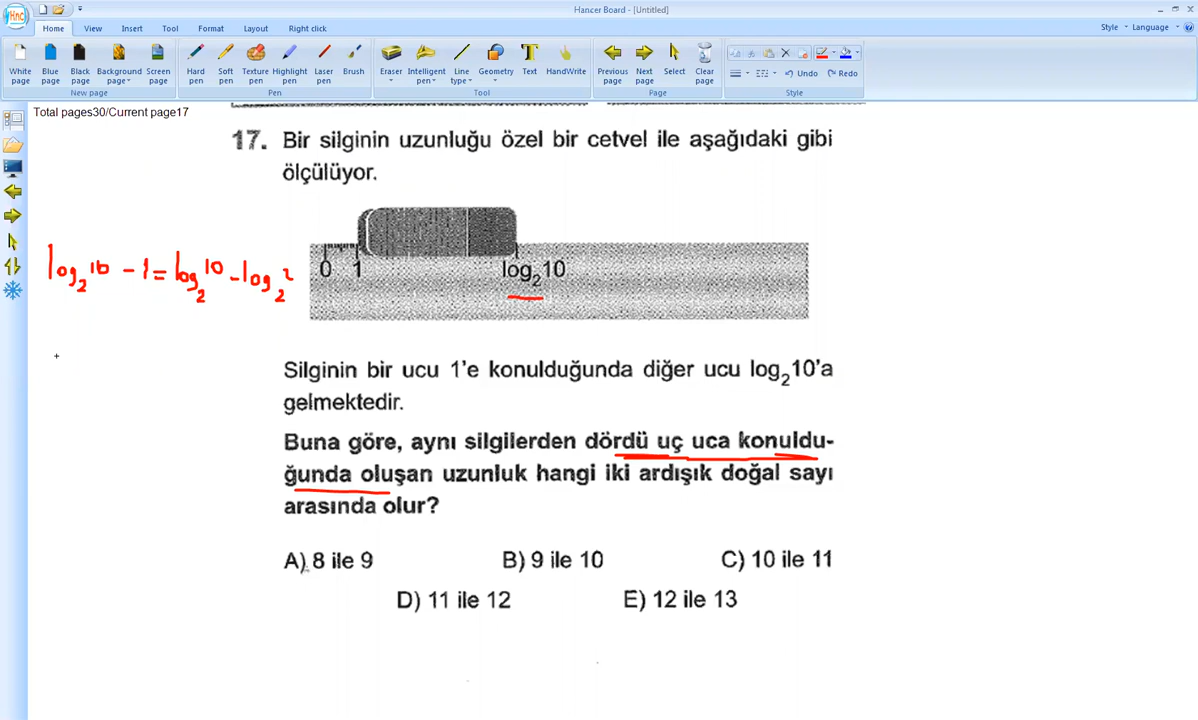 Hancer Board - [Untitled]
Hnc
Home View Insert Tool Format Layout Right click
Style Language
White page Blue page Black page Background page Screen page
Hard pen Soft pen Texture pen Highlight pen Laser pen Brush
Eraser Intelligent pen Line type Geometry Text HandWrite
Previous page Next page Select Clear page
Undo Redo
New page Pen Tool Page Style
Total pages30/Current page17
17. Bir silginin uzunluğu özel bir cetvel ile aşağıdaki gibi
ölçülüyor.
log₂10 - 1 = log₂10 - log₂2
0 1 log₂10
Silginin bir ucu 1'e konulduğunda diğer ucu log₂10'a
gelmektedir.
Buna göre, aynı silgilerden dördü uç uca konuldu-
ğunda oluşan uzunluk hangi iki ardışık doğal sayı
arasında olur?
A) 8 ile 9 B) 9 ile 10 C) 10 ile 11
D) 11 ile 12 E) 12 ile 13